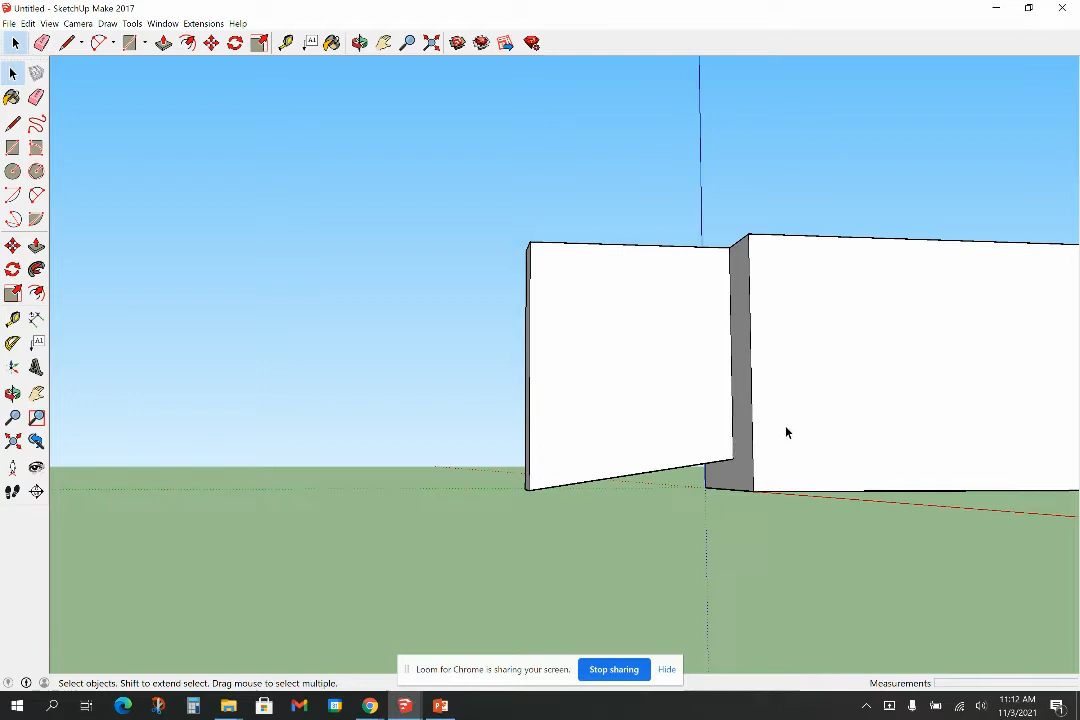 Untitled - SketchUp Make 2017
File Edit View Camera Draw Tools Window Extensions Help
A1
A1
Loom for Chrome is sharing your screen. Stop sharing Hide
Select objects. Shift to extend select. Drag mouse to select multiple. Measurements
11:12 AM
11/3/2021